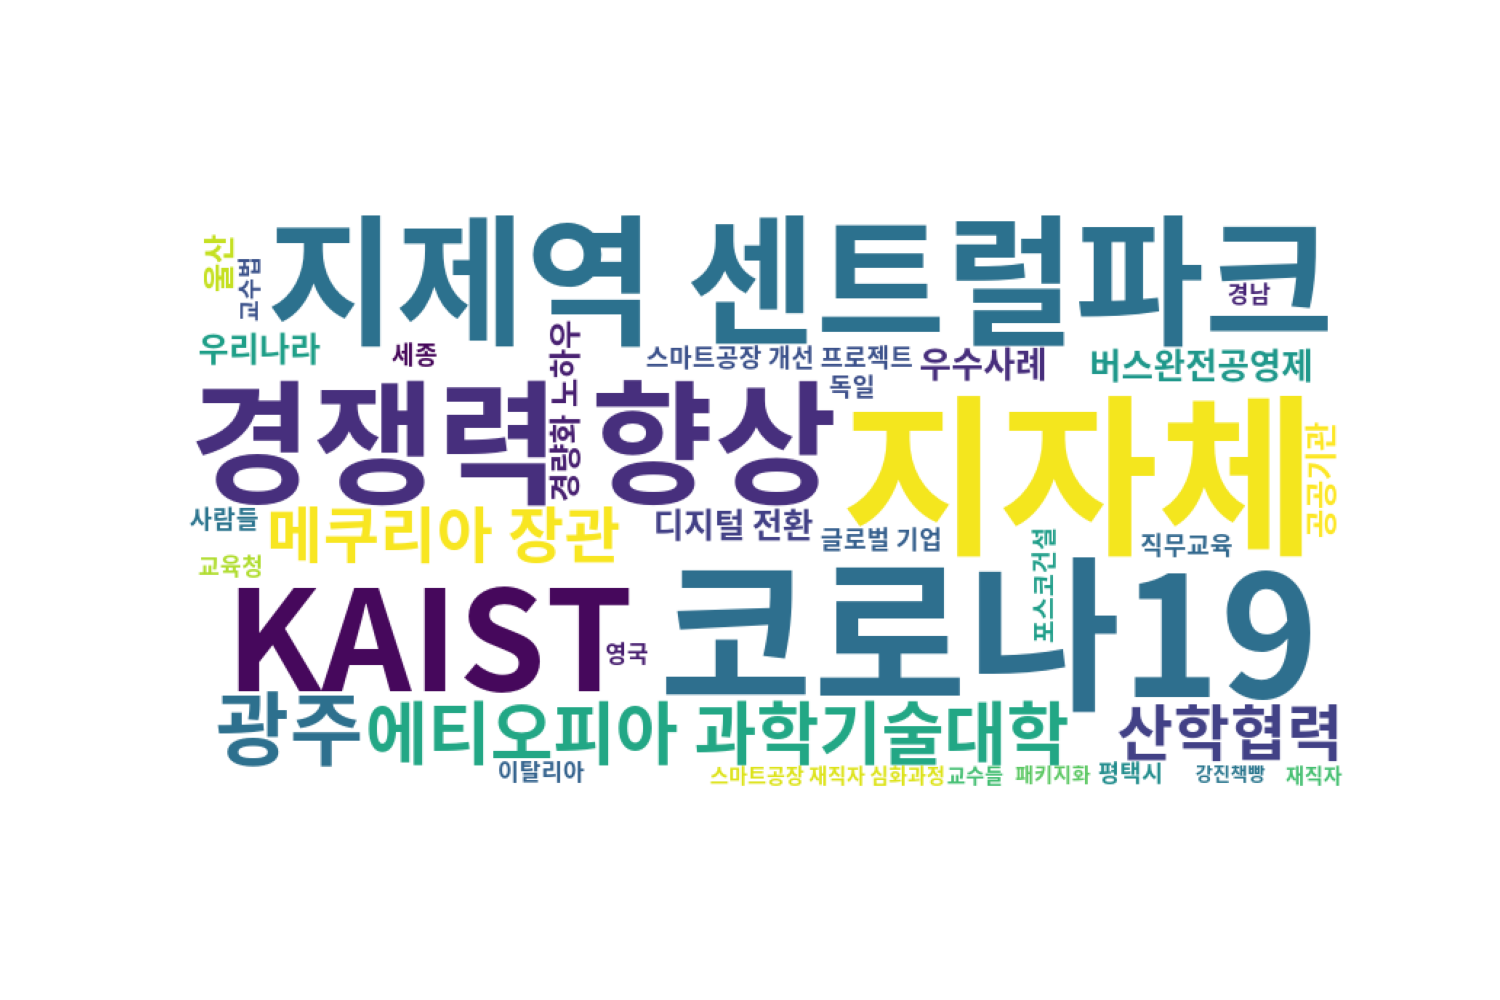 지제역 센트럴파크
울산
교수법
경남
우리나라
세종
경량화 노하우
스마트공장 개선 프로젝트
우수사례
버스완전공영제
독일
경쟁력 향상
지자체
공공기관
사람들
메쿠리아 장관
디지털 전환
글로벌 기업
포스코건설
직무교육
교육청
KAIST
영국
코로나19
광주
에티오피아 과학기술대학
산학협력
이탈리아
스마트공장 재직자 심화과정
교수들
패키지화
평택시
강진책빵
재직자